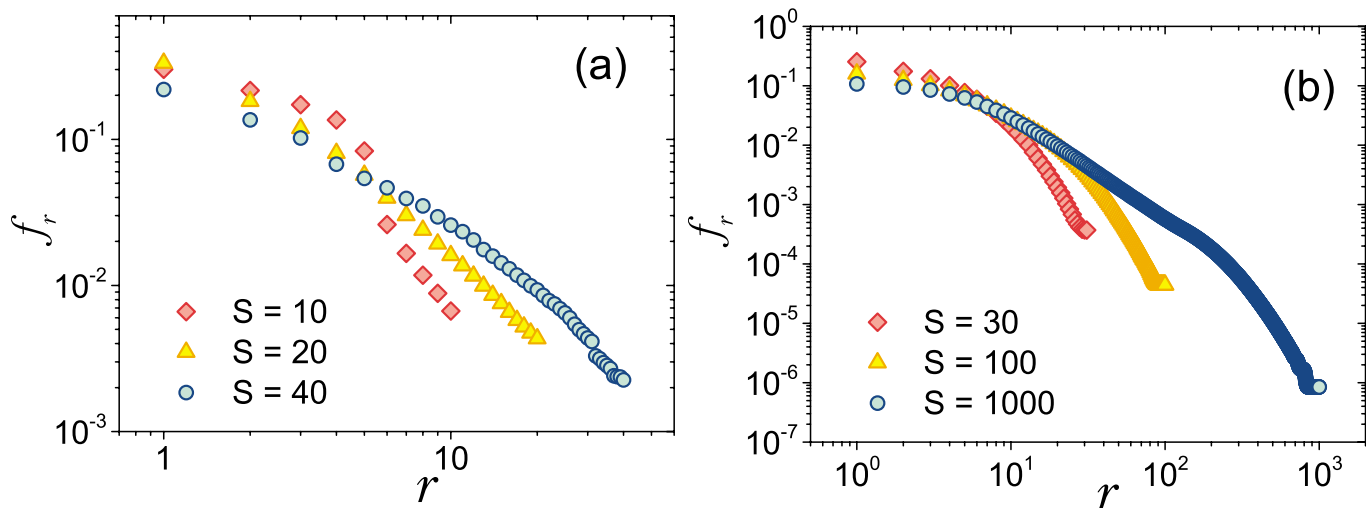 (a)
10⁻¹
10⁻²
10⁻³
f_r
S = 10
S = 20
S = 40
1
10
r
(b)
10⁰
10⁻¹
10⁻²
10⁻³
10⁻⁴
10⁻⁵
10⁻⁶
10⁻⁷
f_r
S = 30
S = 100
S = 1000
10⁰
10¹
10²
10³
r